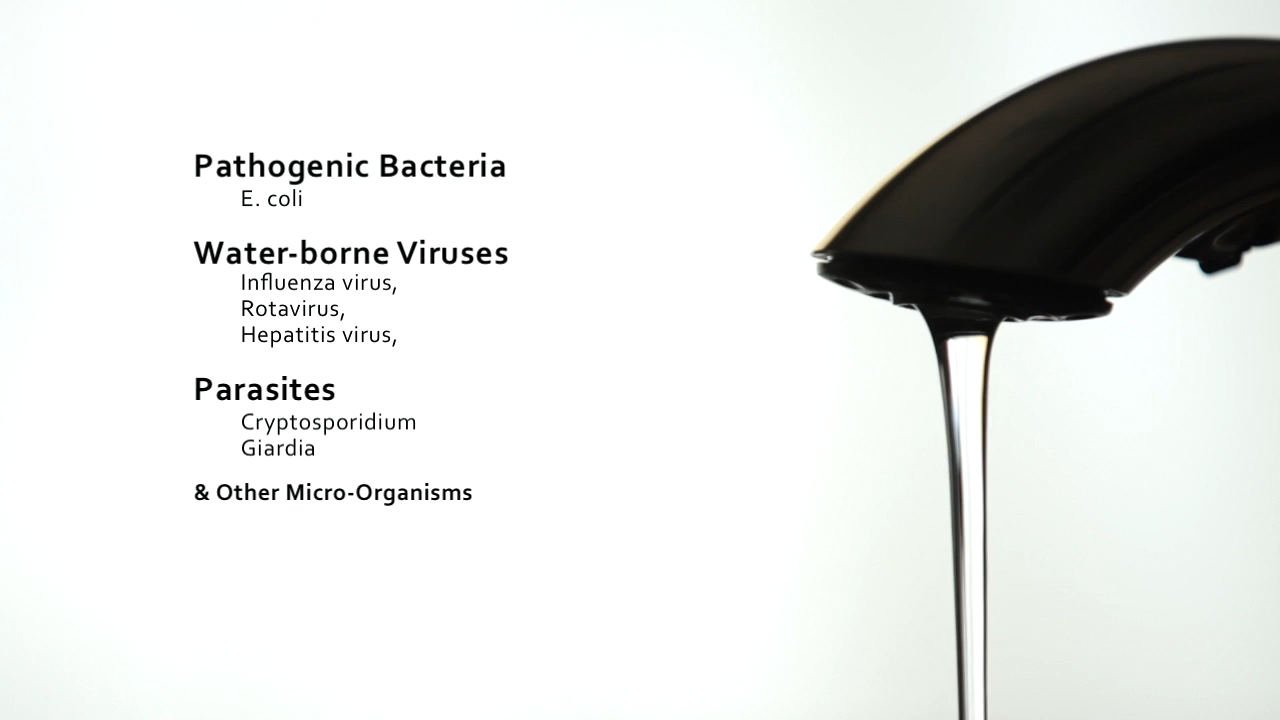 Pathogenic Bacteria
E. coli
Water-borne Viruses
Influenza virus,
Rotavirus,
Hepatitis virus,
Parasites
Cryptosporidium
Giardia
& Other Micro-Organisms